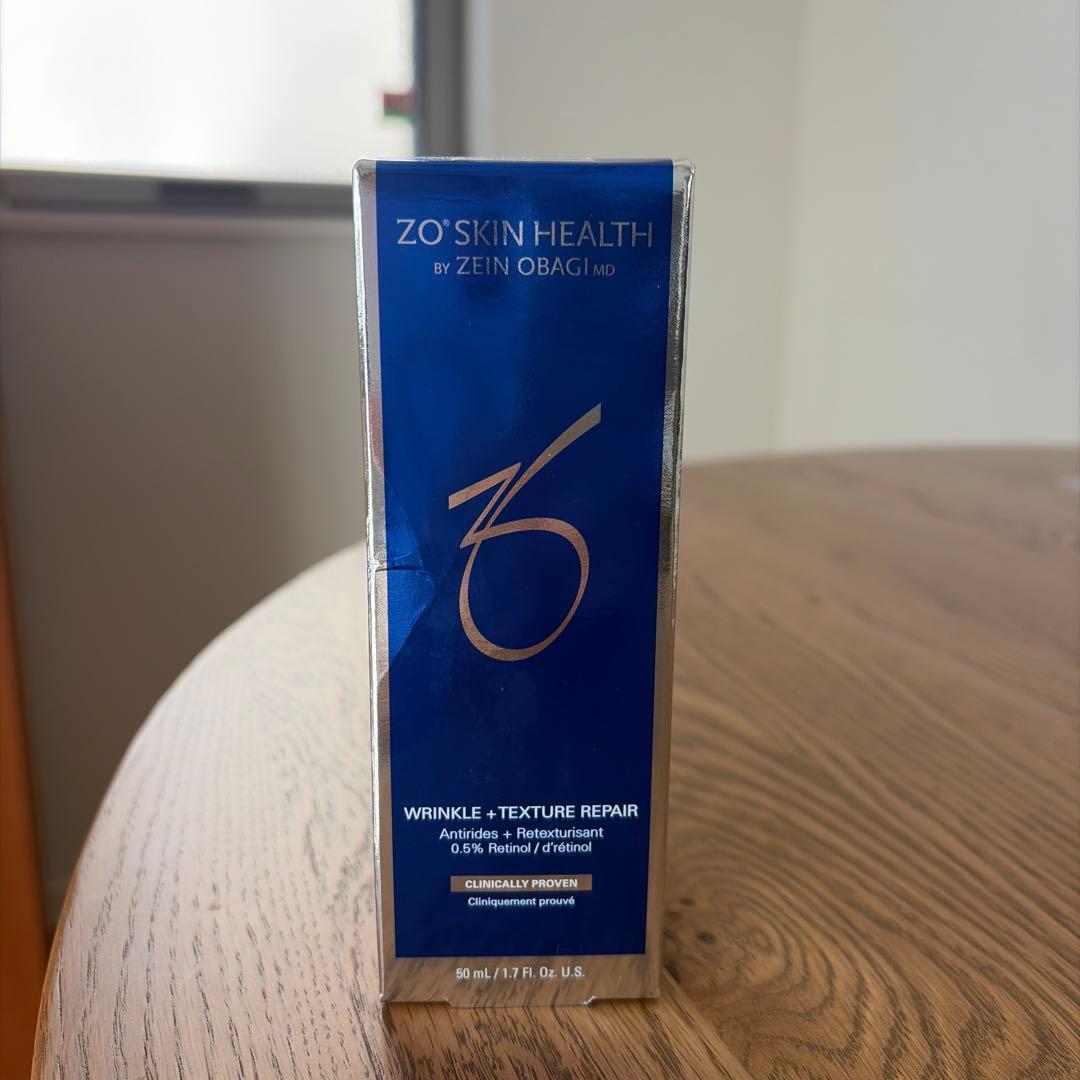 ZO® SKIN HEALTH
BY ZEIN OBAGI MD
WRINKLE + TEXTURE REPAIR
Antirides + Retexturisant
0.5% Retinol / d'rétinol
CLINICALLY PROVEN
Cliniquement prouvé
50 mL / 1.7 Fl. Oz. U.S.